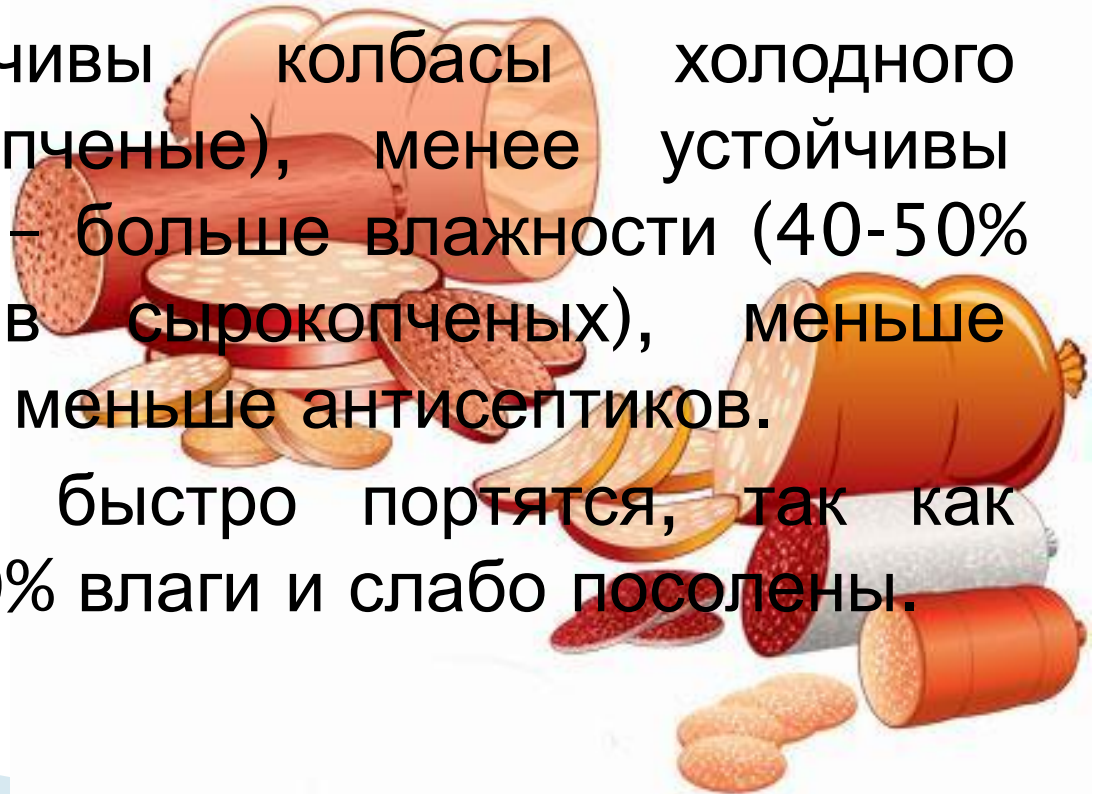 чивы колбасы холодного
пченые), менее устойчивы
– больше влажности (40-50%
в сырокопченых), меньше
меньше антисептиков.
быстро портятся, так как
% влаги и слабо посолены.